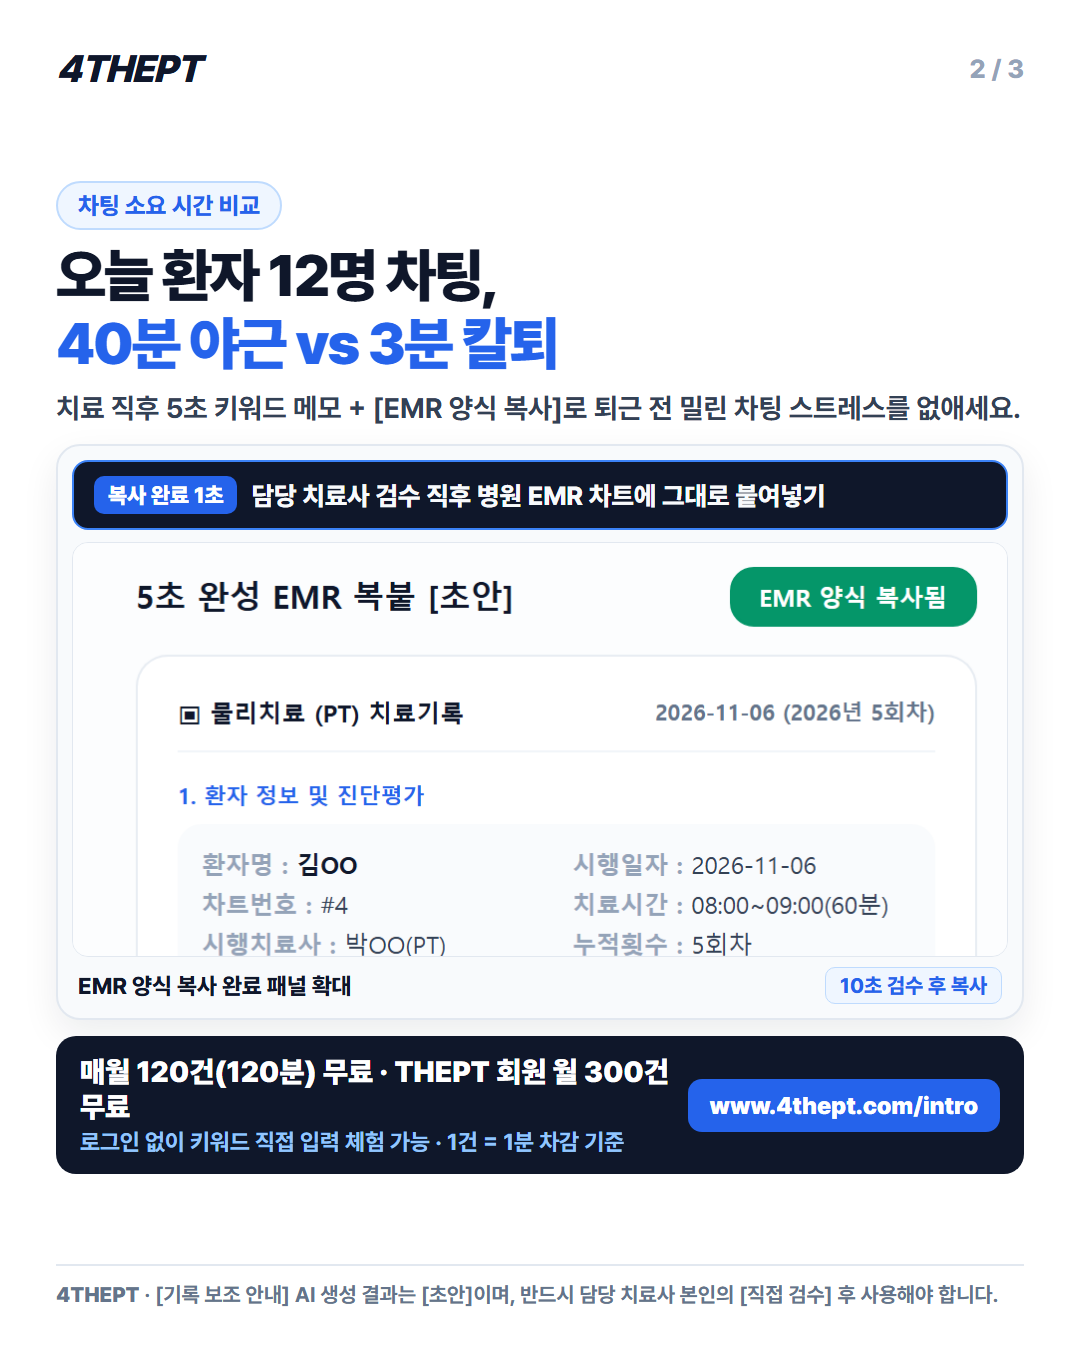 4THEPT
2 / 3
차팅 소요 시간 비교
오늘 환자 12명 차팅,
40분 야근 vs 3분 칼퇴
치료 직후 5초 키워드 메모 + [EMR 양식 복사]로 퇴근 전 밀린 차팅 스트레스를 없애세요.
복사 완료 1초 담당 치료사 검수 직후 병원 EMR 차트에 그대로 붙여넣기
5초 완성 EMR 복붙 [초안]
EMR 양식 복사됨
▣ 물리치료 (PT) 치료기록
2026-11-06 (2026년 5회차)
1. 환자 정보 및 진단평가
환자명 : 김OO
시행일자 : 2026-11-06
차트번호 : #4
치료시간 : 08:00~09:00(60분)
시행치료사 : 박OO(PT)
누적횟수 : 5회차
EMR 양식 복사 완료 패널 확대
10초 검수 후 복사
매월 120건(120분) 무료 · THEPT 회원 월 300건
무료
로그인 없이 키워드 직접 입력 체험 가능 · 1건 = 1분 차감 기준
www.4thept.com/intro
4THEPT · [기록 보조 안내] AI 생성 결과는 [초안]이며, 반드시 담당 치료사 본인의 [직접 검수] 후 사용해야 합니다.